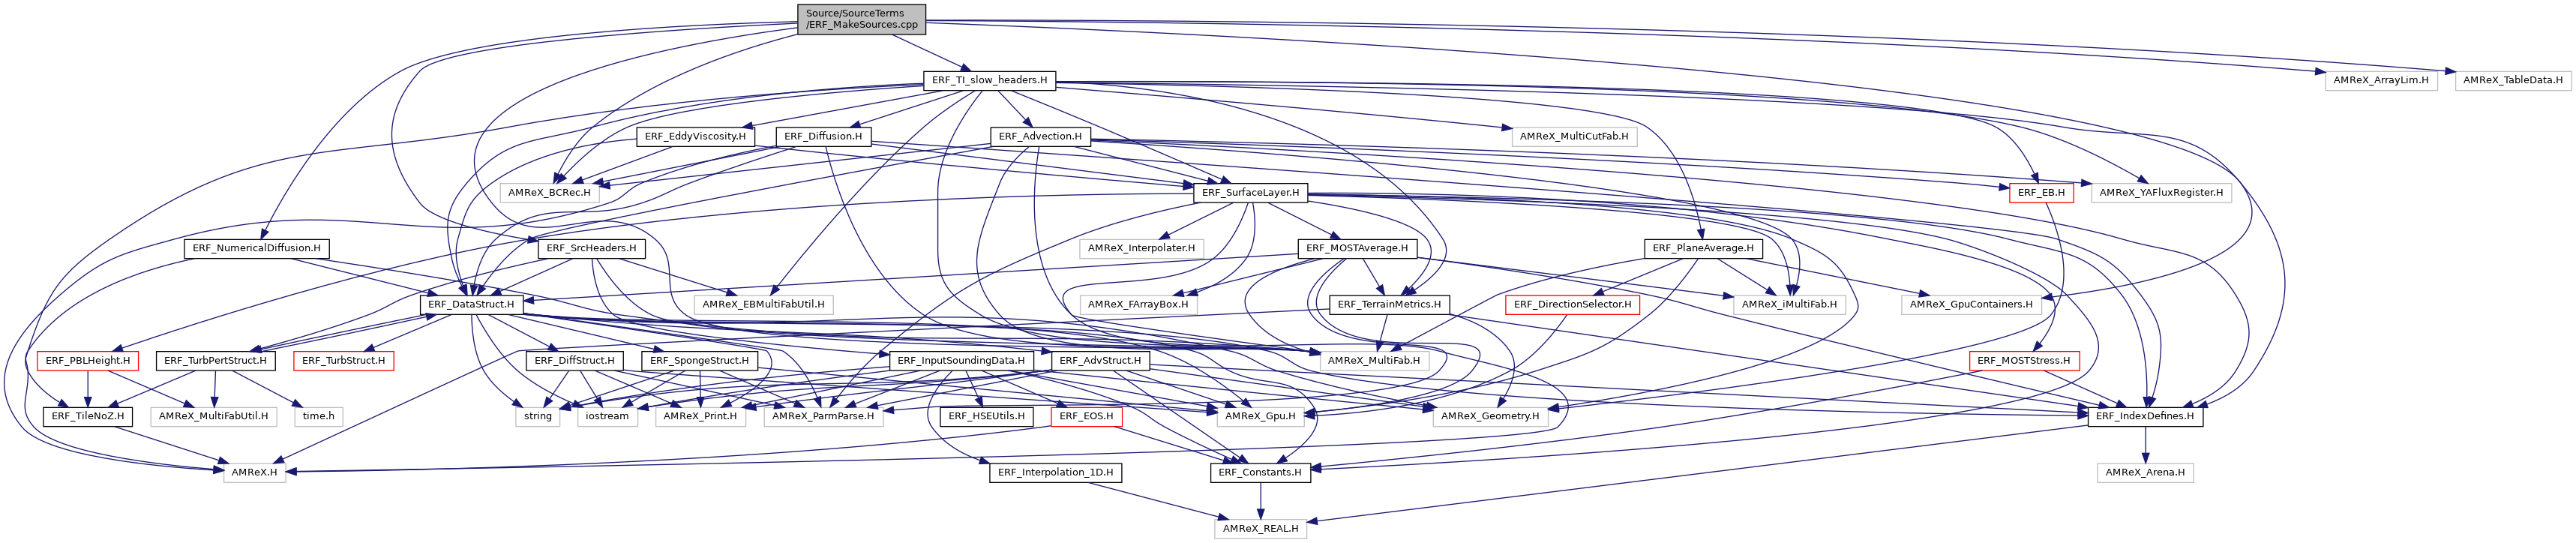 Source/SourceTerms
/ERF_MakeSources.cpp
ERF_TI_slow_headers.H
AMReX_ArrayLim.H
AMReX_TableData.H
ERF_EddyViscosity.H
ERF_Diffusion.H
ERF_Advection.H
AMReX_MultiCutFab.H
AMReX_BCRec.H
ERF_SurfaceLayer.H
ERF_EB.H
AMReX_YAFluxRegister.H
ERF_NumericalDiffusion.H
ERF_SrcHeaders.H
AMReX_Interpolater.H
ERF_MOSTAverage.H
ERF_PlaneAverage.H
ERF_DataStruct.H
AMReX_EBMultiFabUtil.H
AMReX_FArrayBox.H
ERF_TerrainMetrics.H
ERF_DirectionSelector.H
AMReX_iMultiFab.H
AMReX_GpuContainers.H
ERF_PBLHeight.H
ERF_TurbPertStruct.H
ERF_TurbStruct.H
ERF_DiffStruct.H
ERF_SpongeStruct.H
ERF_InputSoundingData.H
ERF_AdvStruct.H
AMReX_MultiFab.H
ERF_MOSTStress.H
ERF_TileNoZ.H
AMReX_MultiFabUtil.H
time.h
string
iostream
AMReX_Print.H
AMReX_ParmParse.H
ERF_HSEUtils.H
ERF_EOS.H
AMReX_Gpu.H
AMReX_Geometry.H
ERF_IndexDefines.H
AMReX.H
ERF_Interpolation_1D.H
ERF_Constants.H
AMReX_Arena.H
AMReX_REAL.H